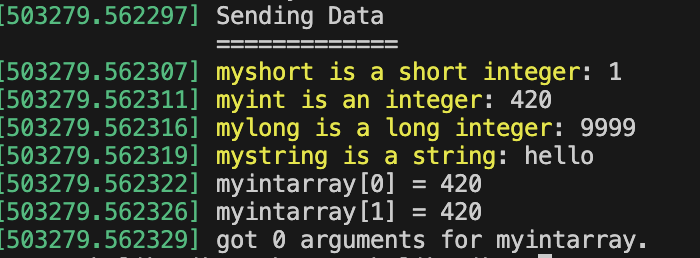 [503279.562297] Sending Data
=============
[503279.562307] myshort is a short integer: 1
[503279.562311] myint is an integer: 420
[503279.562316] mylong is a long integer: 9999
[503279.562319] mystring is a string: hello
[503279.562322] myintarray[0] = 420
[503279.562326] myintarray[1] = 420
[503279.562329] got 0 arguments for myintarray.